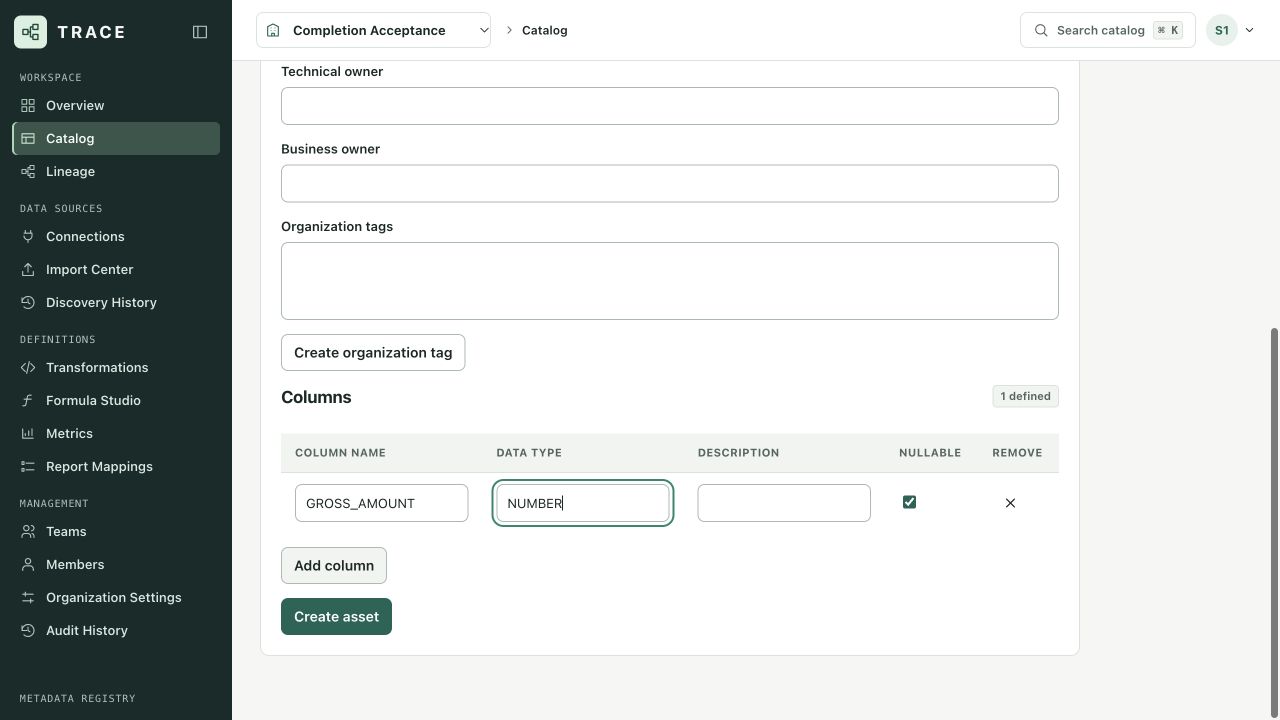 TRACE
WORKSPACE
Overview
Catalog
Lineage
DATA SOURCES
Connections
Import Center
Discovery History
DEFINITIONS
Transformations
Formula Studio
Metrics
Report Mappings
MANAGEMENT
Teams
Members
Organization Settings
Audit History
METADATA REGISTRY
Completion Acceptance
Catalog
Search catalog ⌘ K
S1
Technical owner
Business owner
Organization tags
Create organization tag
Columns
1 defined
COLUMN NAME DATA TYPE DESCRIPTION NULLABLE REMOVE
GROSS_AMOUNT NUMBER
Add column
Create asset